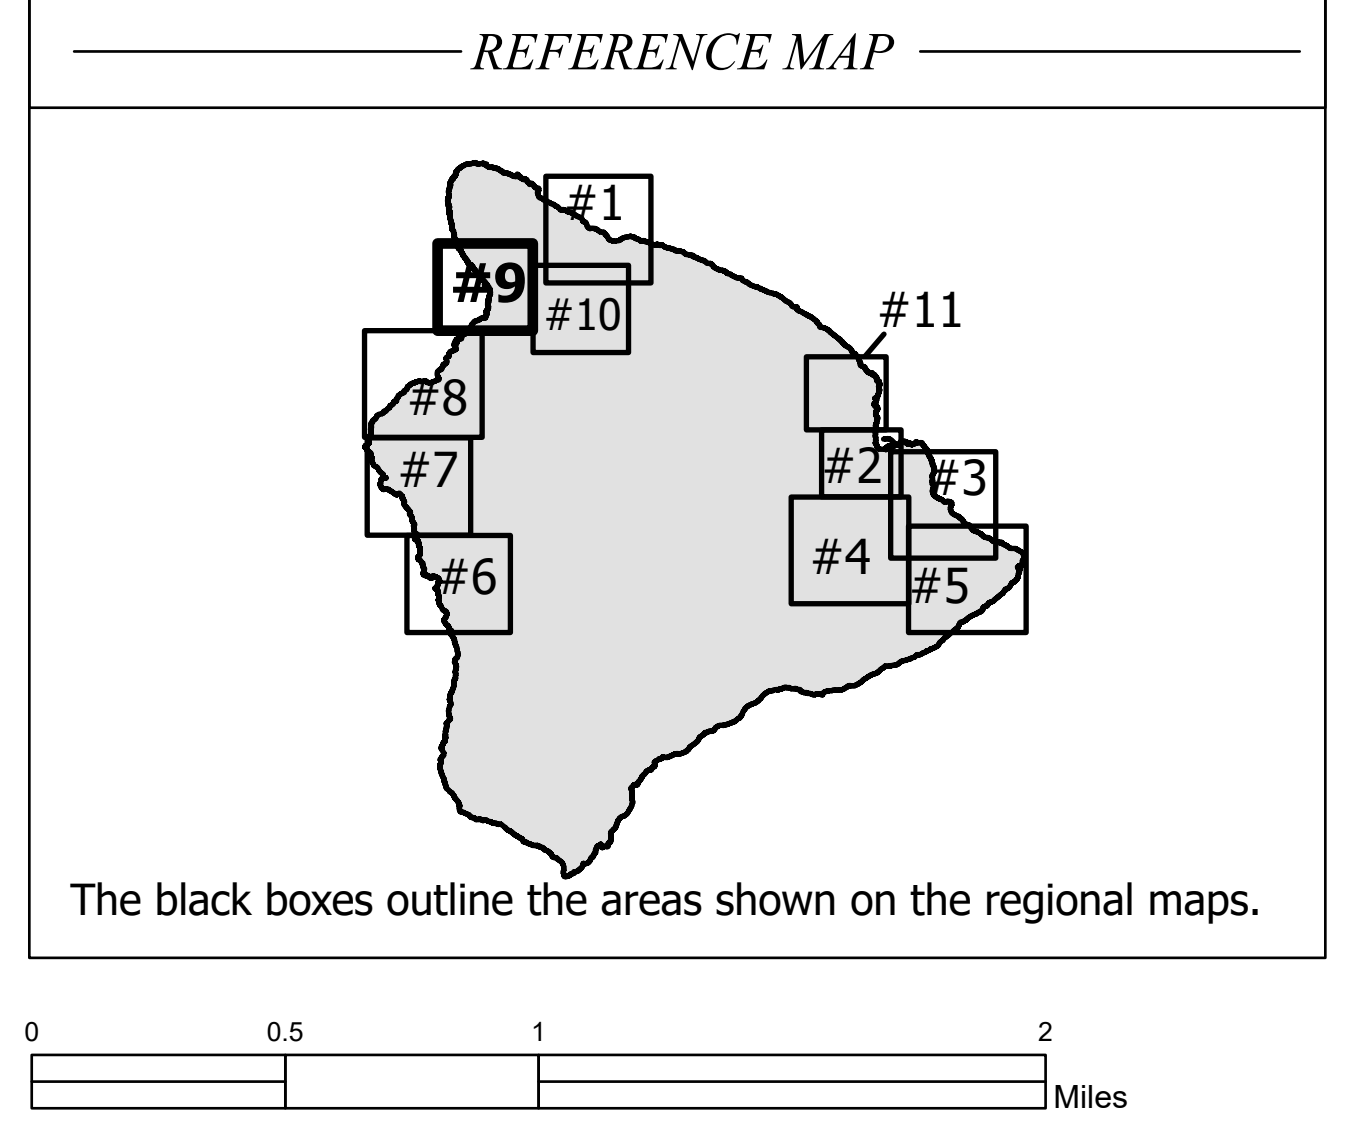 REFERENCE MAP
#1
#9
#10
#11
#8
#7
#2
#3
#4
#6
#5
The black boxes outline the areas shown on the regional maps.
0 0.5 1 2
Miles